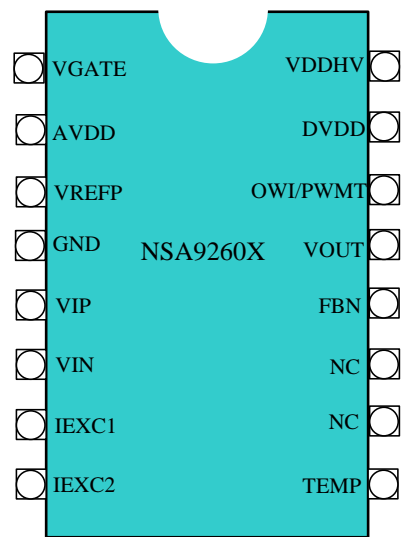 VGATE VDDHV
AVDD DVDD
VREFP OWI/PWMT
GND NSA9260X VOUT
VIP FBN
VIN NC
IEXC1 NC
IEXC2 TEMP